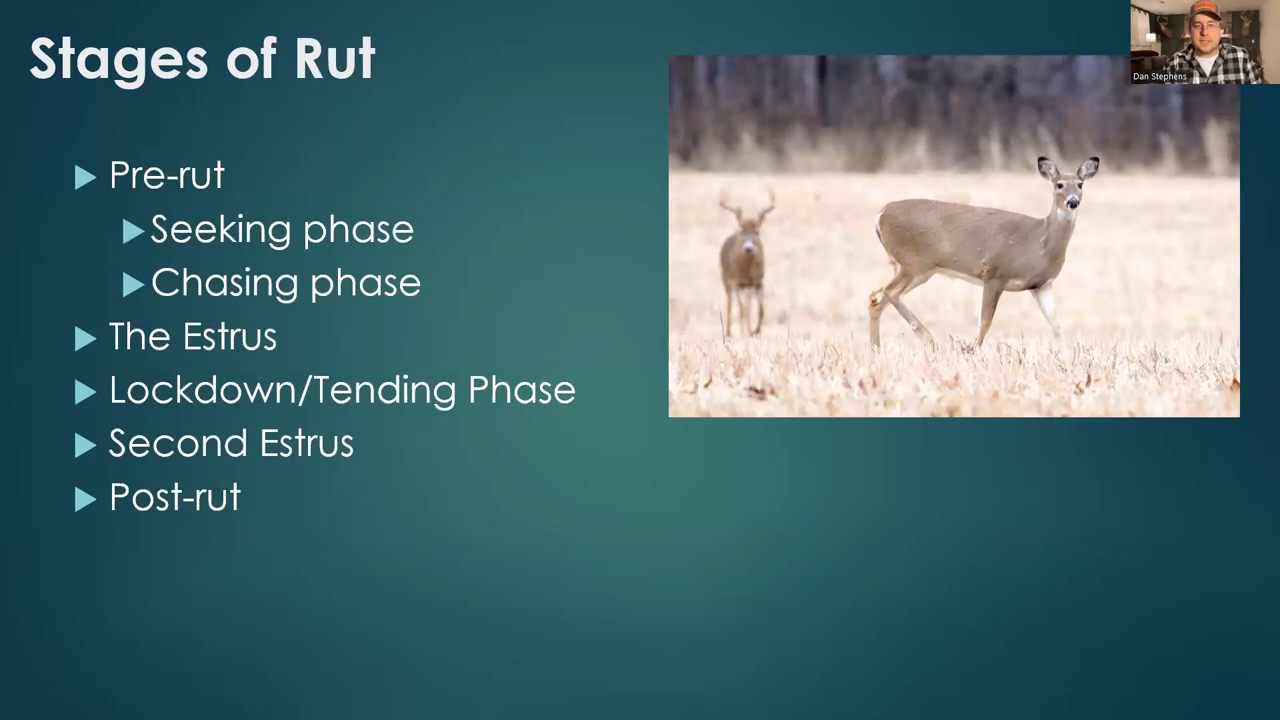 Stages of Rut
Dan Stephens
Pre-rut
Seeking phase
Chasing phase
The Estrus
Lockdown/Tending Phase
Second Estrus
Post-rut